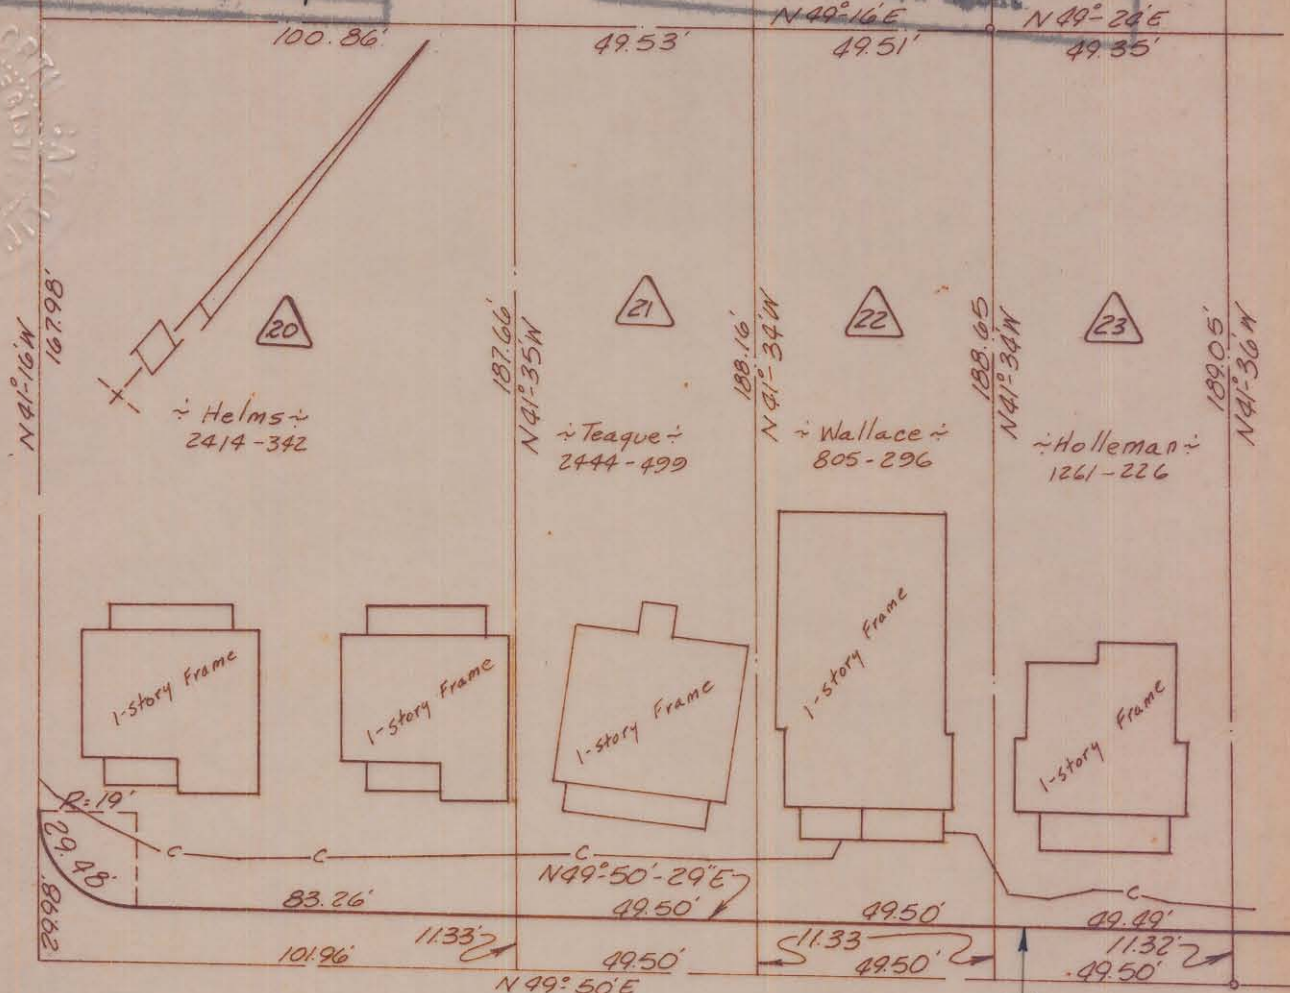 N 49°-16'E
N 49°-24'E
100.86'
49.53'
49.51'
49.35'
167.98'
N 41°-16'W
187.66'
N 41°-35'W
188.16'
N 41°-34'W
188.65
N 41°-34'W
189.05'
N 41°-36'W
20
21
22
23
~Helms~
2414-342
~Teague~
2444-499
~Wallace~
805-296
~Holleman~
1261-226
1-story Frame
1-story Frame
1-story Frame
1-story Frame
1-story Frame
R=19'
29.48'
C
C
C
C
N 49°-50'-29"E
83.26'
49.50'
49.50'
49.49'
29.98'
11.33'
11.33
11.32'
101.96
49.50'
49.50'
49.50'
N 49°50'E